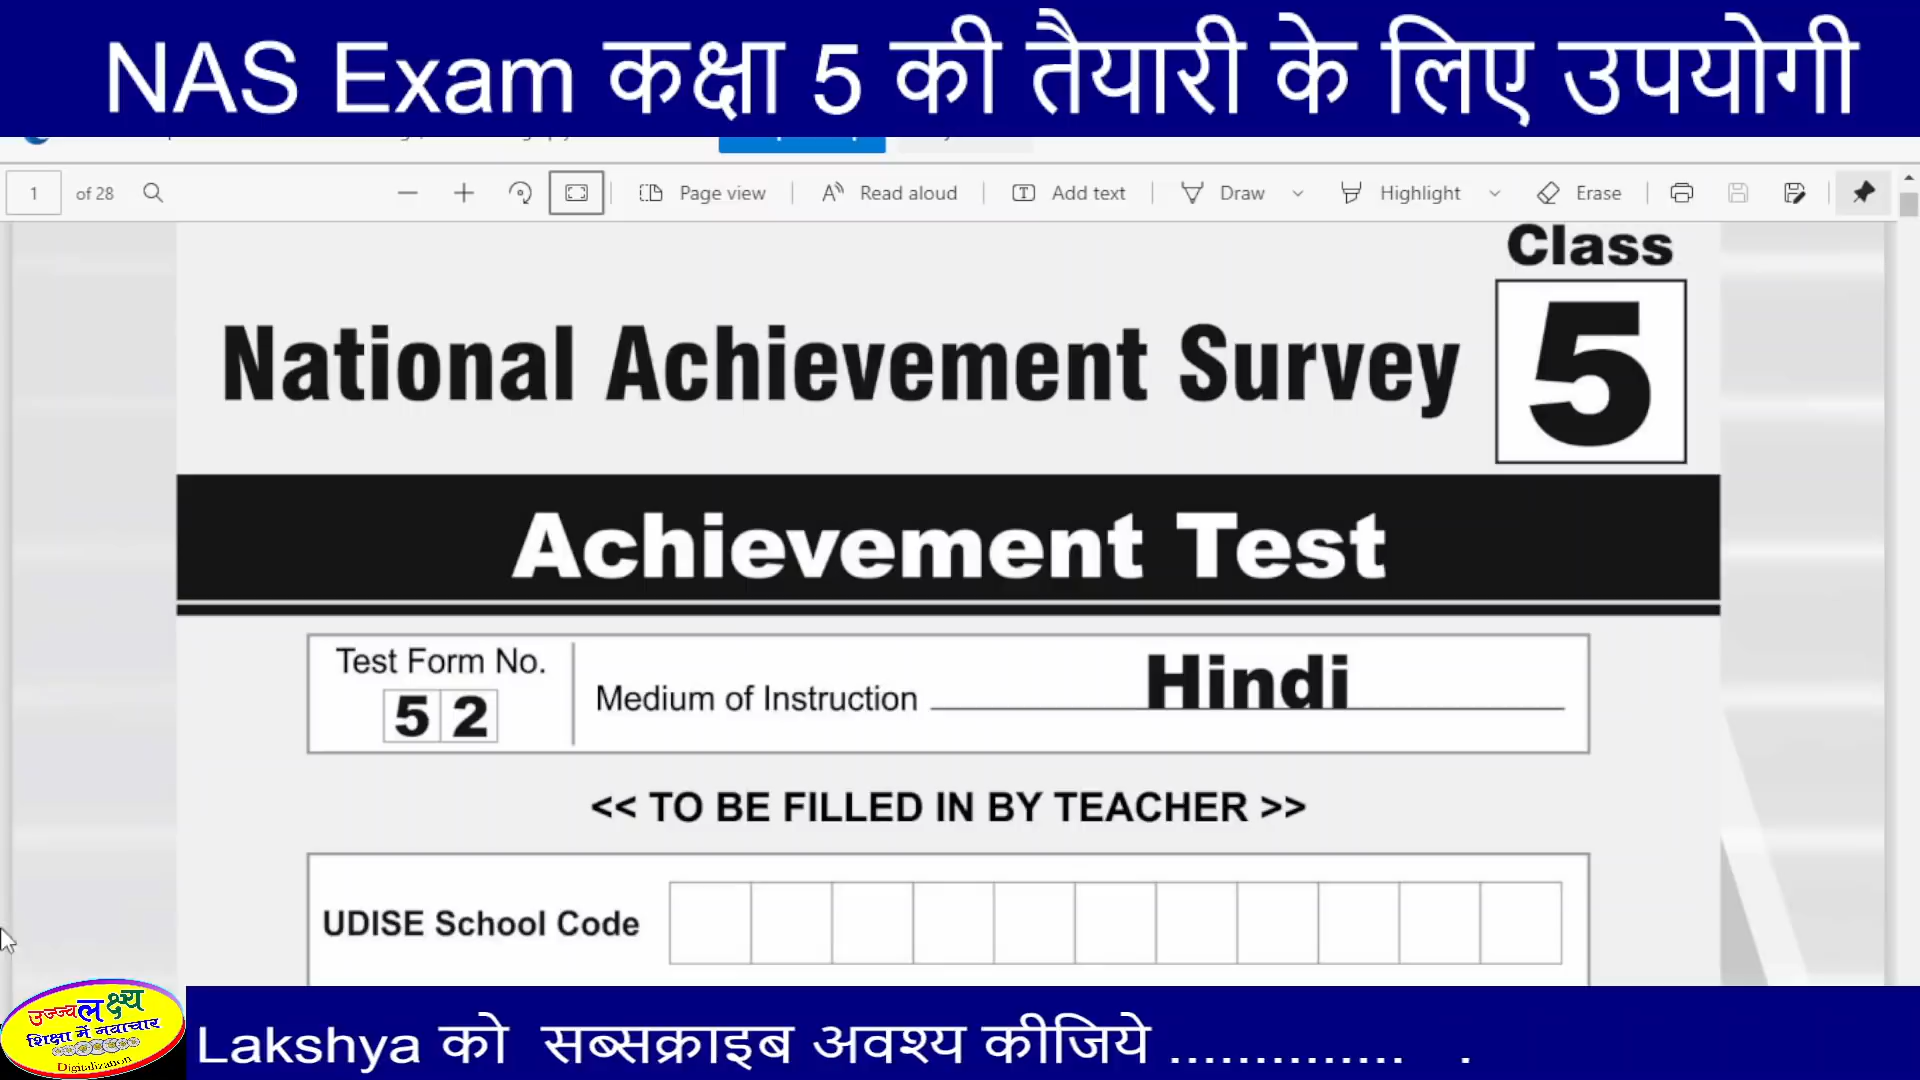 NAS Exam कक्षा 5 की तैयारी के लिए उपयोगी
1 of 28 Page view Read aloud Add text Draw Highlight Erase
Class
5
National Achievement Survey
Achievement Test
Test Form No.
5 2
Medium of Instruction Hindi
<< TO BE FILLED IN BY TEACHER >>
UDISE School Code
उज्ज्वलक्ष्य
शिक्षा में नवाचार
Digitalization
Lakshya को सब्सक्राइब अवश्य कीजिये .............. .